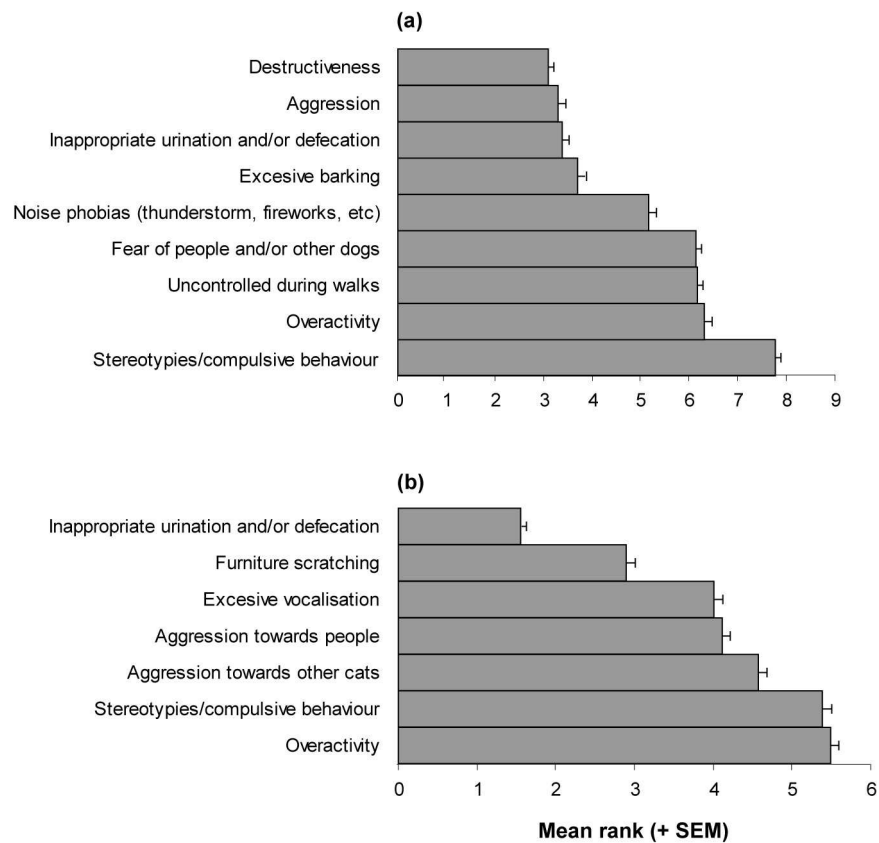 (a)
Destructiveness
Aggression
Inappropriate urination and/or defecation
Excesive barking
Noise phobias (thunderstorm, fireworks, etc)
Fear of people and/or other dogs
Uncontrolled during walks
Overactivity
Stereotypies/compulsive behaviour
0 1 2 3 4 5 6 7 8 9
(b)
Inappropriate urination and/or defecation
Furniture scratching
Excesive vocalisation
Aggression towards people
Aggression towards other cats
Stereotypies/compulsive behaviour
Overactivity
0 1 2 3 4 5 6
Mean rank (+ SEM)